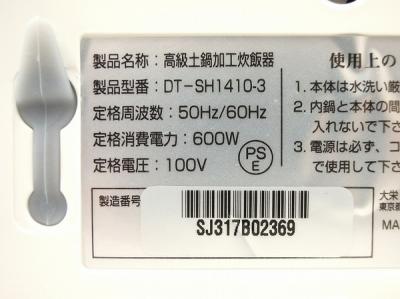 製品名称：高級土鍋加工炊飯器
製品型番：DT-SH1410-3
定格周波数：50Hz/60Hz
定格消費電力：600W
定格電圧：100V
PS
E
製造番号
SJ317B02369
使用上の
1. 本体は水洗い厳
2. 内鍋と本体の間
入れないで下さ
3. 電源は必ず、コ
で使用して下さ
大栄
東京都
MA